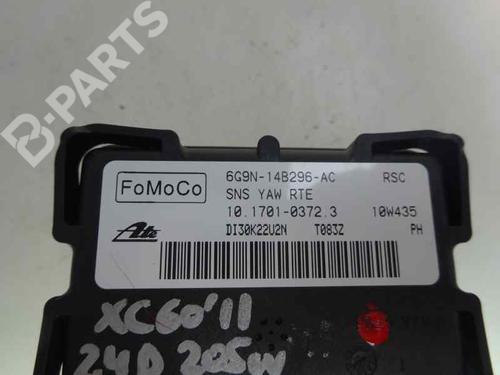 B-PARTS
FoMoCo
6G9N-14B296-AC RSC
SNS YAW RTE
10.1701-0372.3 10W435
Ate DI30K22U2N T083Z PH
XC60'11
24D 205cv